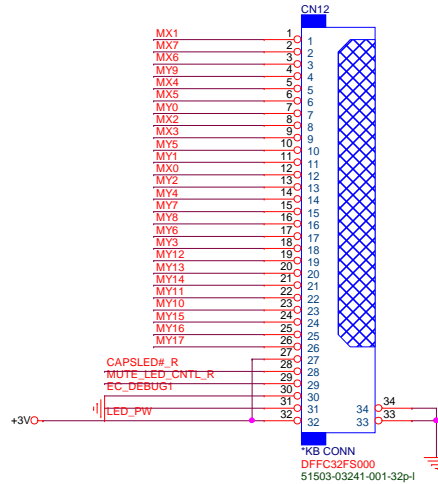 CN12
MX1 1 1
MX7 2 2
MX6 3 3
MY9 4 4
MX4 5 5
MX5 6 6
MY0 7 7
MX2 8 8
MX3 9 9
MY5 10 10
MY1 11 11
MX0 12 12
MY2 13 13
MY4 14 14
MY7 15 15
MY8 16 16
MY6 17 17
MY3 18 18
MY12 19 19
MY13 20 20
MY14 21 21
MY11 22 22
MY10 23 23
MY15 24 24
MY16 25 25
MY17 26 26
27 27
CAPSLED#_R 28 28
MUTE_LED_CNTL_R 29 29
EC_DEBUG1 30 30
LED_PW 31 31 34 34
+3V 32 32 33 33
*KB CONN
DFFC32FS000
51503-03241-001-32p-l